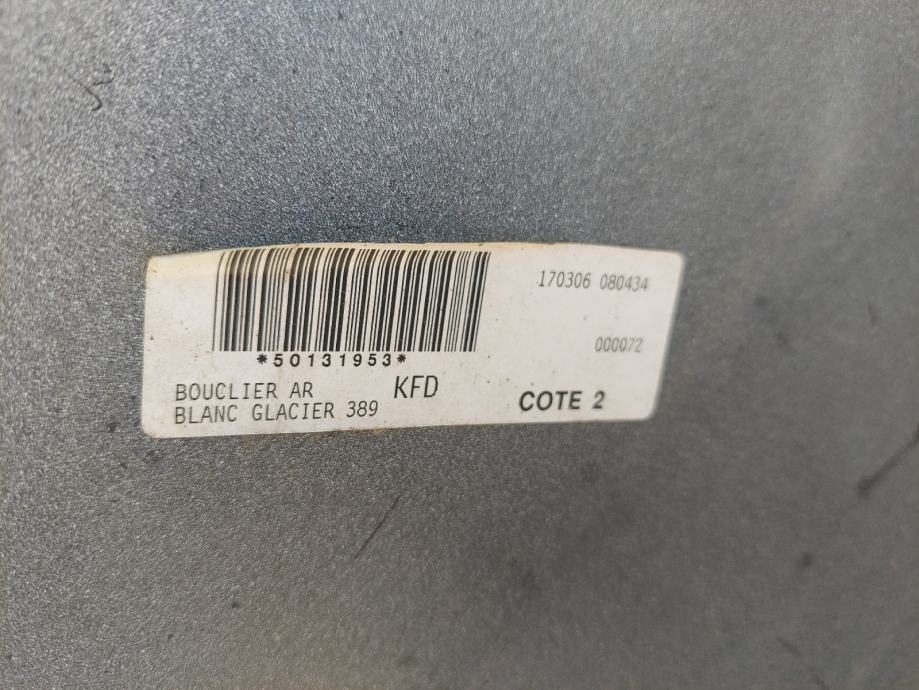 170306 080434
*50131953*
000072
BOUCLIER AR KFD
BLANC GLACIER 389
COTE 2